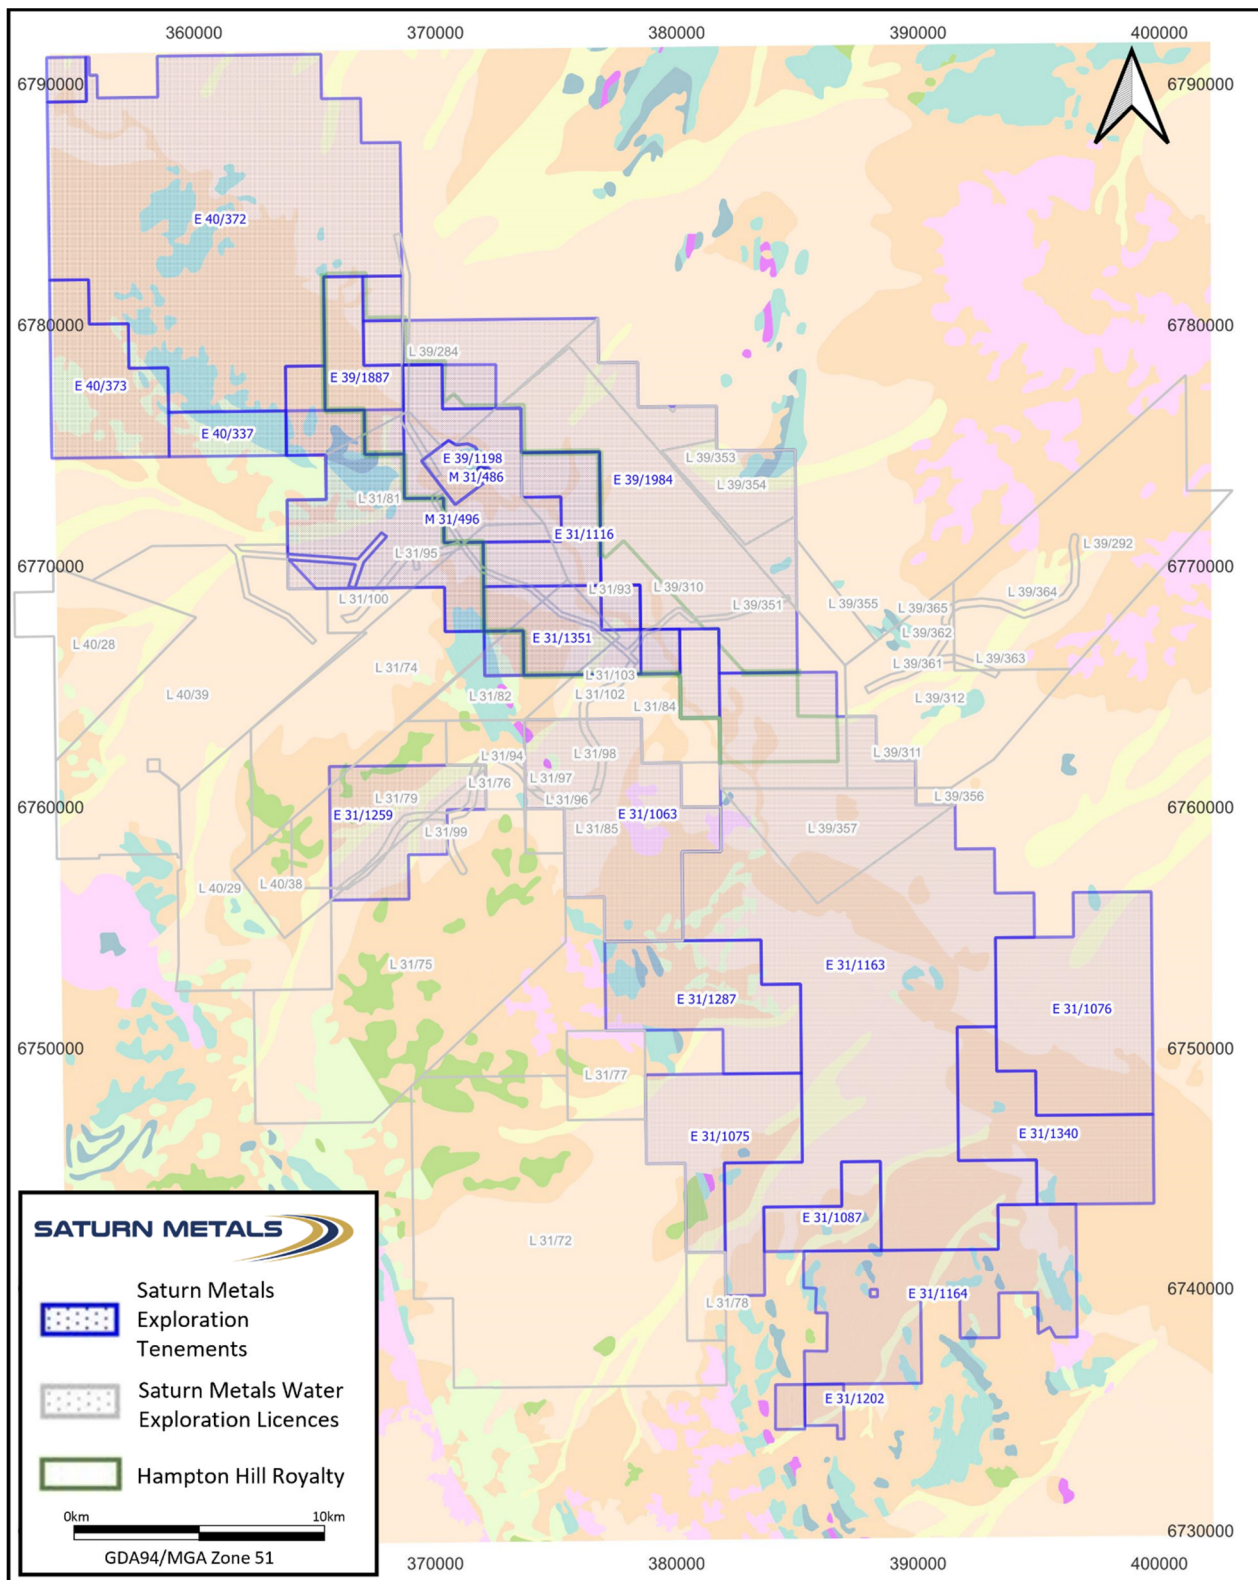 360000
370000
380000
390000
400000
6790000
6790000
E 40/372
6780000
6780000
L 39/284
E 40/373
E 39/1887
E 40/337
E 39/1198
M 31/486
E 39/1984
L 39/353
L 39/354
L 31/81
M 31/496
E 31/1116
L 39/292
L 31/95
6770000
6770000
L 31/100
L 31/93
L 39/310
L 39/351
L 39/355
L 39/365
L 39/364
L 39/362
L 40/28
E 31/1351
L 39/361
L 39/363
L 31/74
L 31/103
L 40/39
L 31/82
L 31/102
L 31/84
L 39/312
L 31/94
L 31/98
L 39/311
L 31/76
L 31/97
L 31/79
L 31/96
L 39/356
6760000
6760000
E 31/1259
E 31/1063
L 31/99
L 31/85
L 39/357
L 40/29
L 40/38
L 31/75
E 31/1163
E 31/1287
E 31/1076
6750000
6750000
L 31/77
E 31/1075
E 31/1340
E 31/1087
L 31/72
L 31/78
E 31/1164
6740000
E 31/1202
SATURN METALS
Saturn Metals
Exploration
Tenements
Saturn Metals Water
Exploration Licences
Hampton Hill Royalty
0km
10km
GDA94/MGA Zone 51
6730000
370000
380000
390000
400000